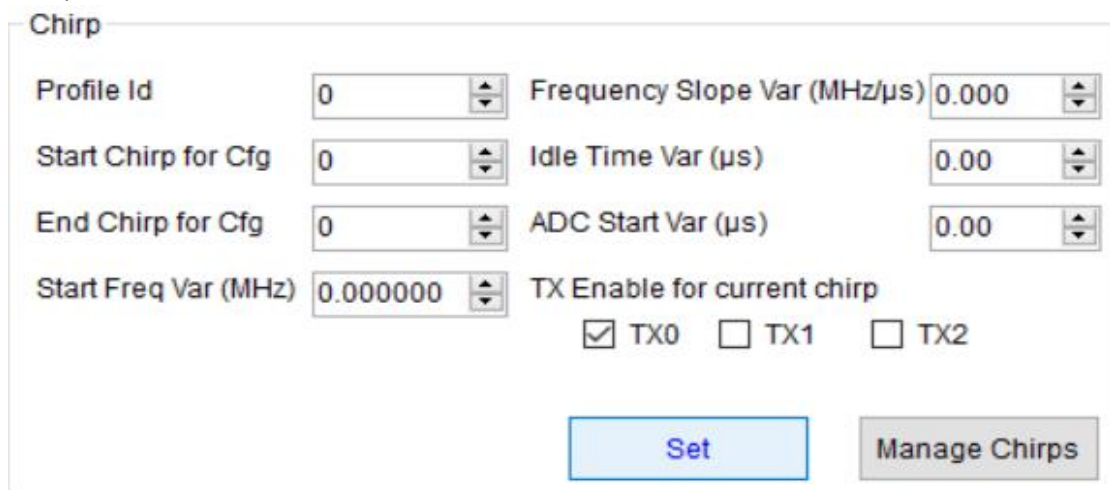 Chirp
Profile Id 0 Frequency Slope Var (MHz/µs) 0.000
Start Chirp for Cfg 0 Idle Time Var (µs) 0.00
End Chirp for Cfg 0 ADC Start Var (µs) 0.00
Start Freq Var (MHz) 0.000000 TX Enable for current chirp
TX0 TX1 TX2
Set Manage Chirps